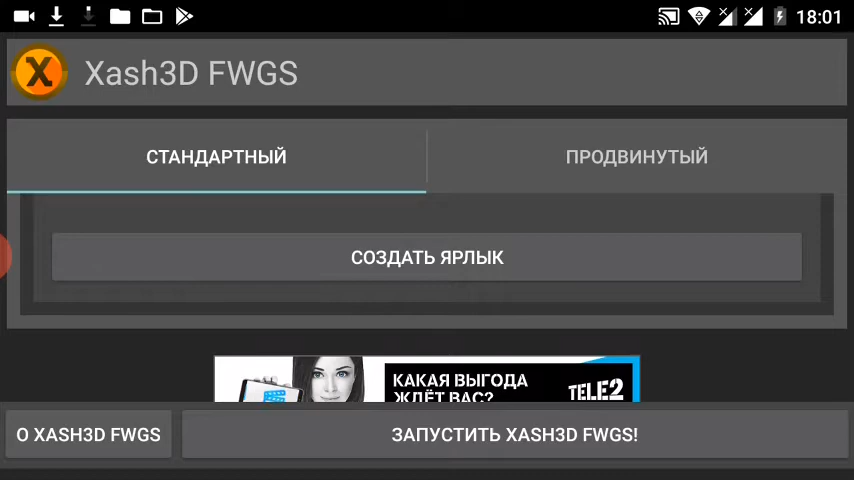 18:01
X
Xash3D FWGS
СТАНДАРТНЫЙ
ПРОДВИНУТЫЙ
СОЗДАТЬ ЯРЛЫК
КАКАЯ ВЫГОДА
ЖДЁТ ВАС?
TELE2
О XASH3D FWGS
ЗАПУСТИТЬ XASH3D FWGS!